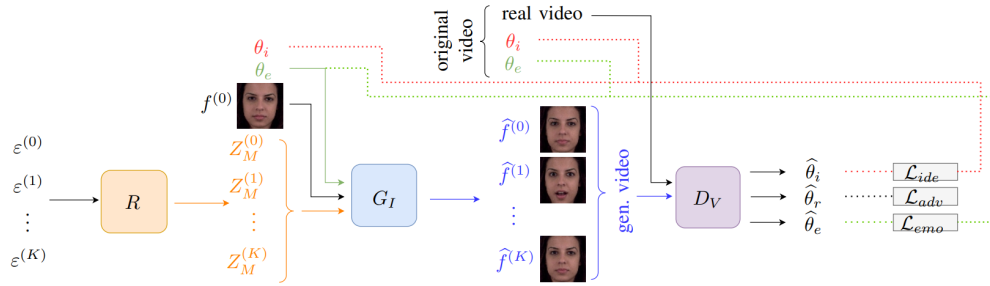 original video
real video
θ_i
θ_e
θ_i
θ_e
f^(0)
ε^(0)
ε^(1)
⋮
ε^(K)
R
Z_M^(0)
Z_M^(1)
⋮
Z_M^(K)
G_I
f̂^(0)
f̂^(1)
⋮
f̂^(K)
gen. video
D_V
θ̂_i
θ̂_r
θ̂_e
𝓛_ide
𝓛_adv
𝓛_emo